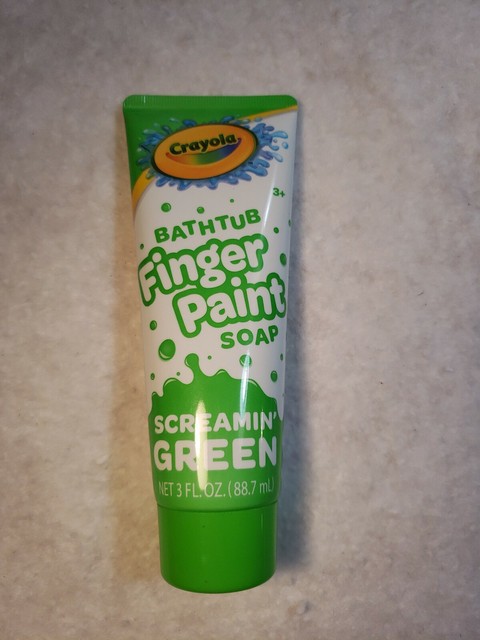 Crayola
3+
BATHTUB
Finger
Paint
SOAP
SCREAMIN'
GREEN
NET 3 FL. OZ. (88.7 mL)